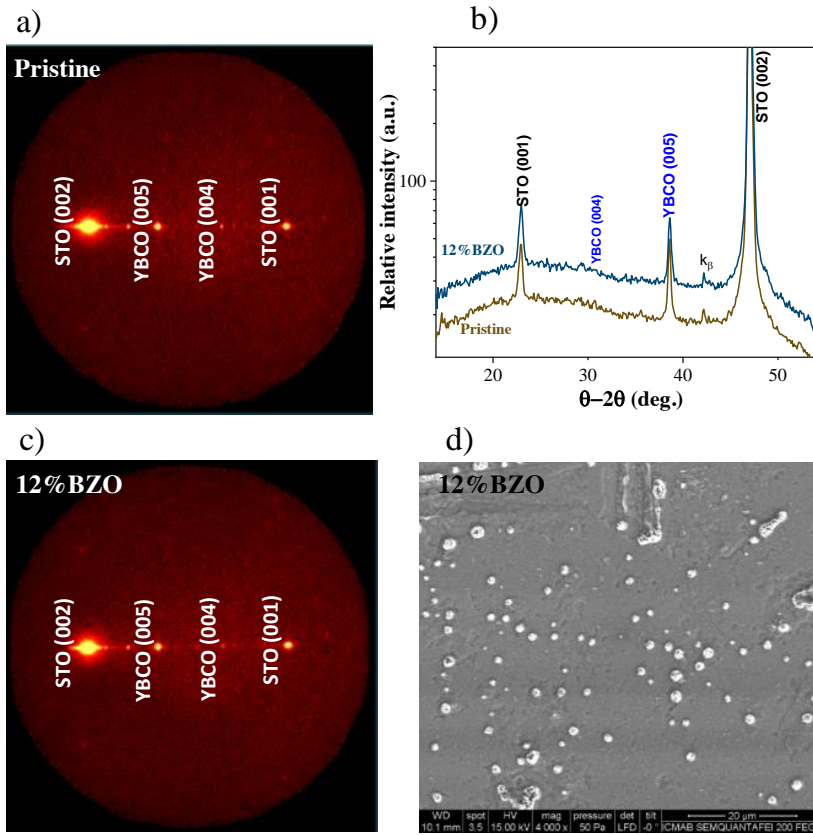 a)
Pristine
STO (002)
YBCO (005)
YBCO (004)
STO (001)
b)
Relative intensity (a.u.)
100
12%BZO
Pristine
STO (001)
YBCO (004)
YBCO (005)
kβ
STO (002)
20 30 40 50
θ–2θ (deg.)
c)
12%BZO
STO (002)
YBCO (005)
YBCO (004)
STO (001)
d)
12%BZO
WD spot HV mag pressure det tilt 20 µm
10.1 mm 3.5 15.00 kV 4 000 x 50 Pa LFD -0 ° ICMAB SEMQUANTAFEI 200 FEG